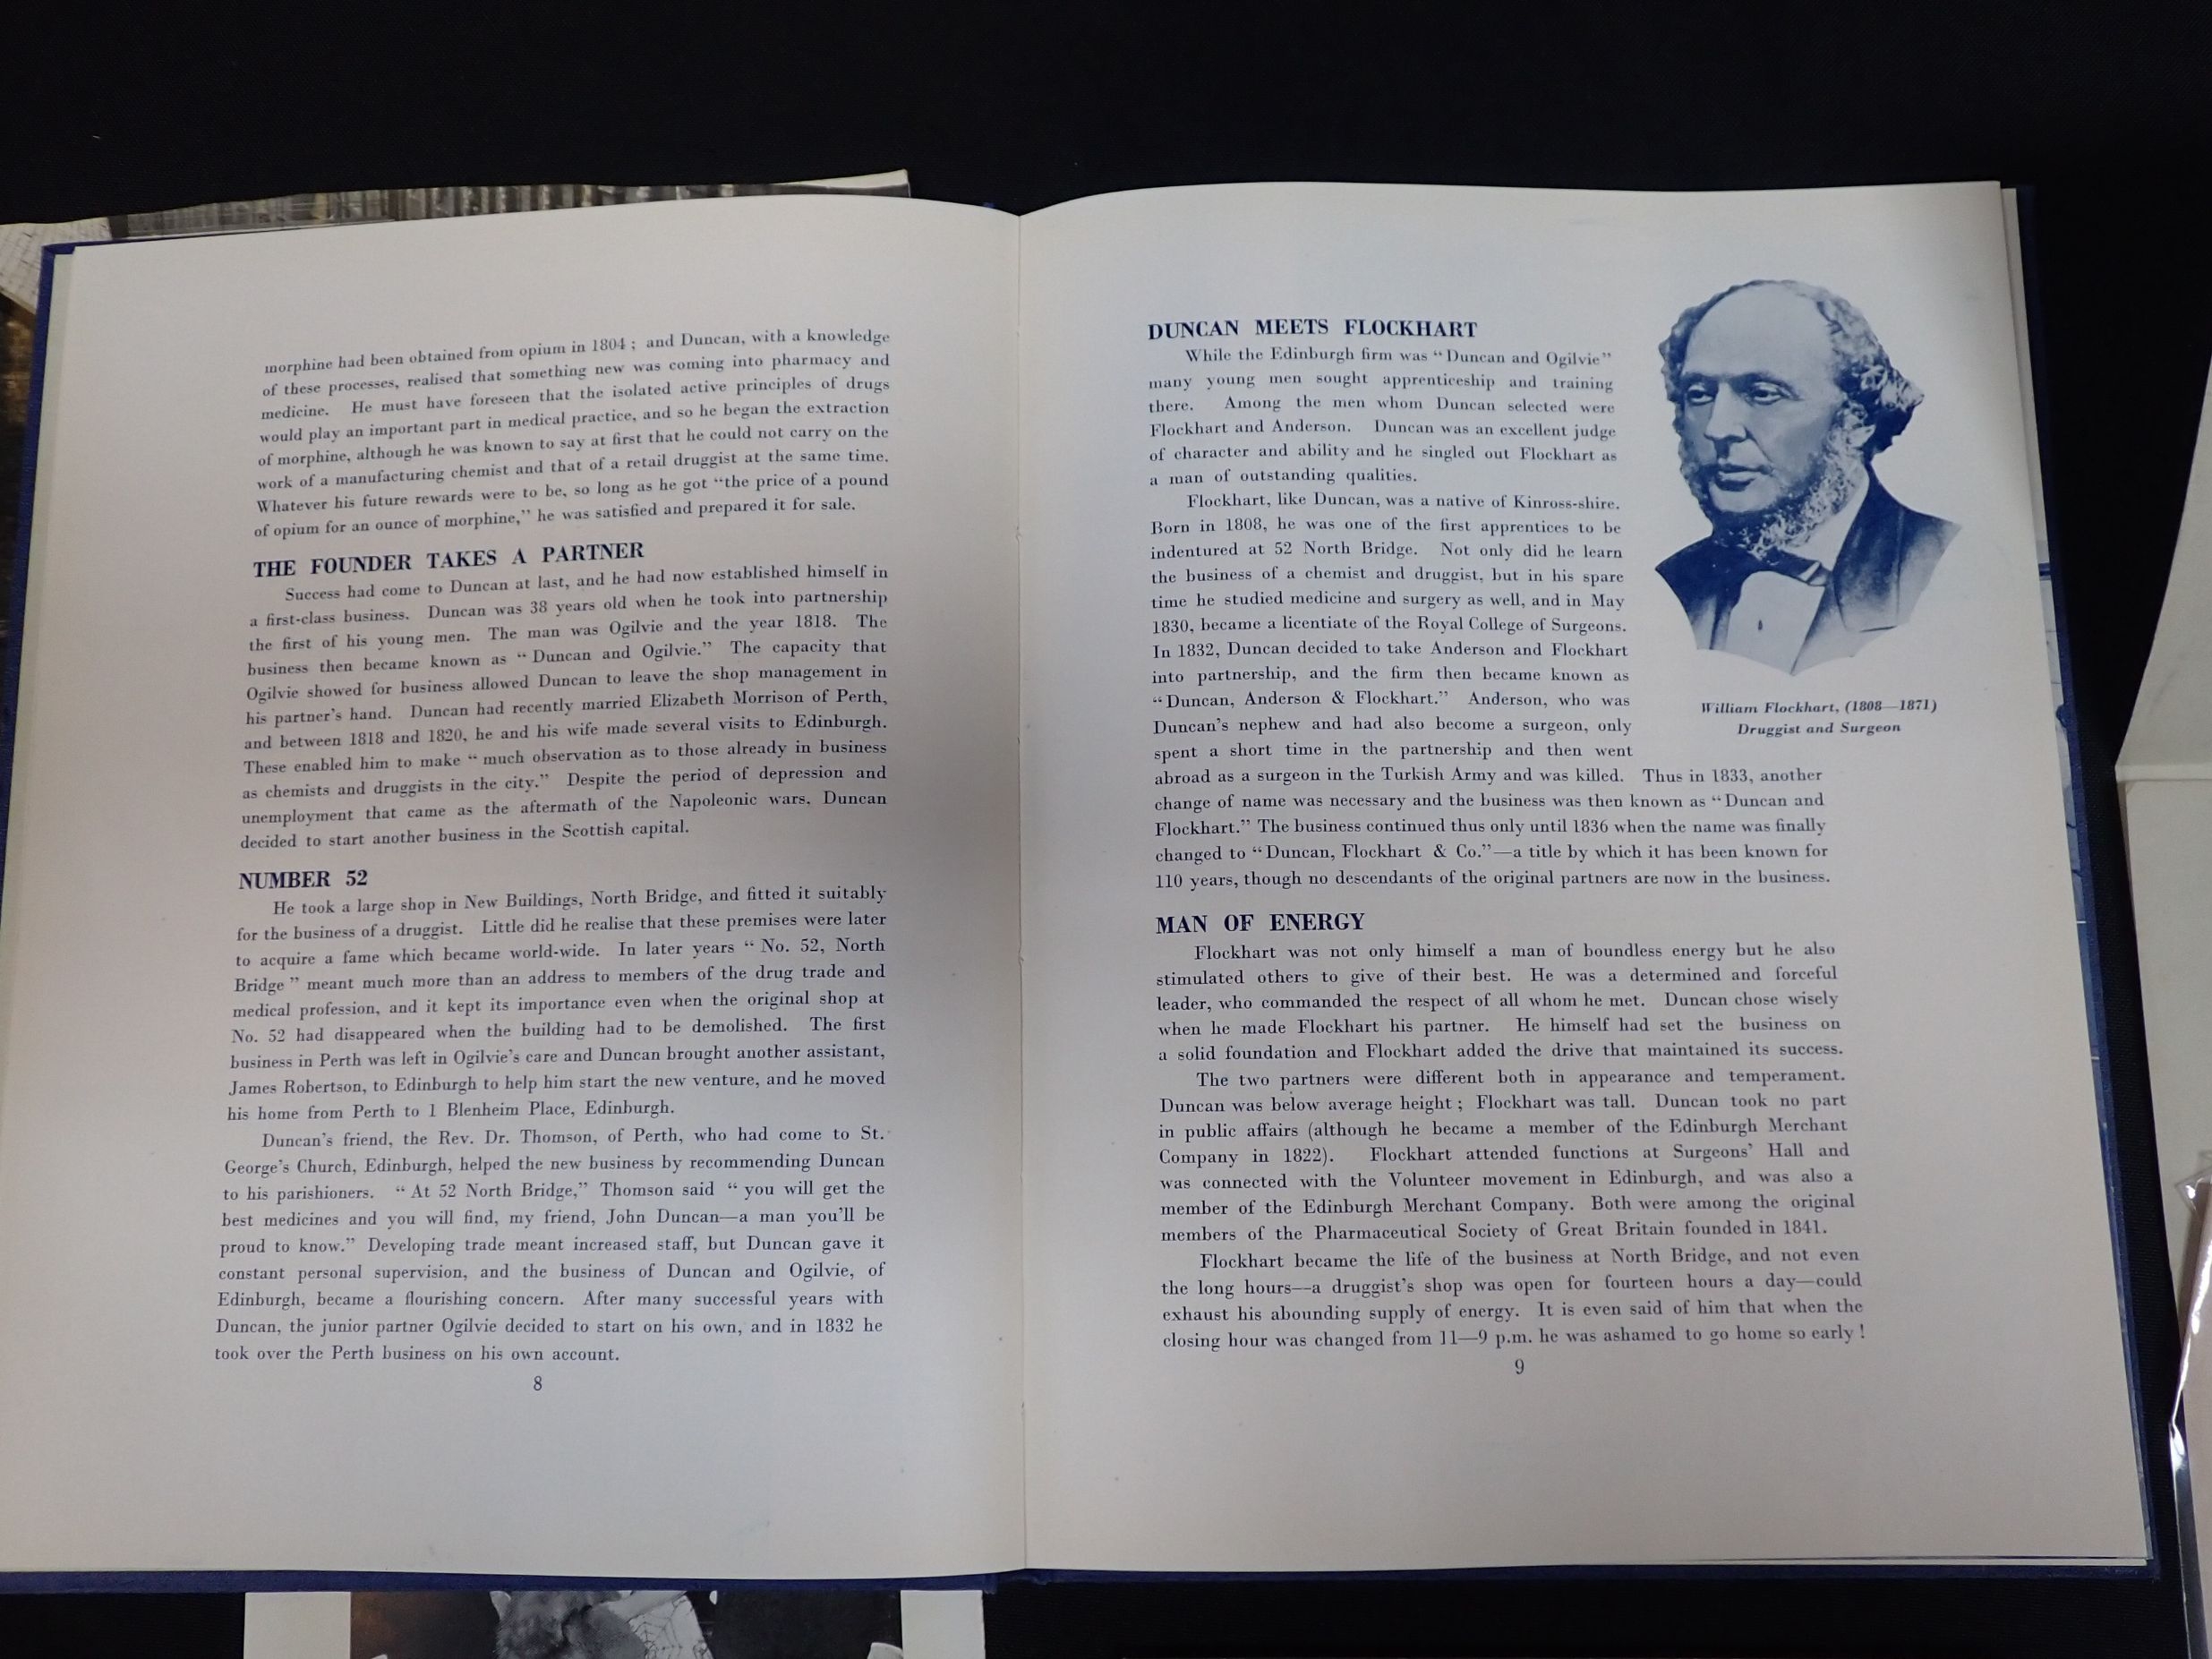 morphine had been obtained from opium in 1804 ; and Duncan, with a knowledge
of these processes, realised that something new was coming into pharmacy and
medicine. He must have foreseen that the isolated active principles of drugs
would play an important part in medical practice, and so he began the extraction
of morphine, although he was known to say at first that he could not carry on the
work of a manufacturing chemist and that of a retail druggist at the same time.
Whatever his future rewards were to be, so long as he got “the price of a pound
of opium for an ounce of morphine,” he was satisfied and prepared it for sale.
THE FOUNDER TAKES A PARTNER
Success had come to Duncan at last, and he had now established himself in
a first-class business. Duncan was 38 years old when he took into partnership
the first of his young men. The man was Ogilvie and the year 1818. The
business then became known as “ Duncan and Ogilvie.” The capacity that
Ogilvie showed for business allowed Duncan to leave the shop management in
his partner’s hand. Duncan had recently married Elizabeth Morrison of Perth,
and between 1818 and 1820, he and his wife made several visits to Edinburgh.
These enabled him to make “ much observation as to those already in business
as chemists and druggists in the city.” Despite the period of depression and
unemployment that came as the aftermath of the Napoleonic wars, Duncan
decided to start another business in the Scottish capital.
NUMBER 52
He took a large shop in New Buildings, North Bridge, and fitted it suitably
for the business of a druggist. Little did he realise that these premises were later
to acquire a fame which became world-wide. In later years “ No. 52, North
Bridge ” meant much more than an address to members of the drug trade and
medical profession, and it kept its importance even when the original shop at
No. 52 had disappeared when the building had to be demolished. The first
business in Perth was left in Ogilvie’s care and Duncan brought another assistant,
James Robertson, to Edinburgh to help him start the new venture, and he moved
his home from Perth to 1 Blenheim Place, Edinburgh.
Duncan’s friend, the Rev. Dr. Thomson, of Perth, who had come to St.
George’s Church, Edinburgh, helped the new business by recommending Duncan
to his parishioners. “ At 52 North Bridge,” Thomson said “ you will get the
best medicines and you will find, my friend, John Duncan—a man you’ll be
proud to know.” Developing trade meant increased staff, but Duncan gave it
constant personal supervision, and the business of Duncan and Ogilvie, of
Edinburgh, became a flourishing concern. After many successful years with
Duncan, the junior partner Ogilvie decided to start on his own, and in 1832 he
took over the Perth business on his own account.
8
DUNCAN MEETS FLOCKHART
While the Edinburgh firm was “Duncan and Ogilvie”
many young men sought apprenticeship and training
there. Among the men whom Duncan selected were
Flockhart and Anderson. Duncan was an excellent judge
of character and ability and he singled out Flockhart as
a man of outstanding qualities.
Flockhart, like Duncan, was a native of Kinross-shire.
Born in 1808, he was one of the first apprentices to be
indentured at 52 North Bridge. Not only did he learn
the business of a chemist and druggist, but in his spare
time he studied medicine and surgery as well, and in May
1830, became a licentiate of the Royal College of Surgeons.
In 1832, Duncan decided to take Anderson and Flockhart
into partnership, and the firm then became known as
“Duncan, Anderson & Flockhart.” Anderson, who was
Duncan’s nephew and had also become a surgeon, only
spent a short time in the partnership and then went
abroad as a surgeon in the Turkish Army and was killed. Thus in 1833, another
change of name was necessary and the business was then known as “Duncan and
Flockhart.” The business continued thus only until 1836 when the name was finally
changed to “Duncan, Flockhart & Co.”—a title by which it has been known for
110 years, though no descendants of the original partners are now in the business.
William Flockhart, (1808—1871)
Druggist and Surgeon
MAN OF ENERGY
Flockhart was not only himself a man of boundless energy but he also
stimulated others to give of their best. He was a determined and forceful
leader, who commanded the respect of all whom he met. Duncan chose wisely
when he made Flockhart his partner. He himself had set the business on
a solid foundation and Flockhart added the drive that maintained its success.
The two partners were different both in appearance and temperament.
Duncan was below average height ; Flockhart was tall. Duncan took no part
in public affairs (although he became a member of the Edinburgh Merchant
Company in 1822). Flockhart attended functions at Surgeons’ Hall and
was connected with the Volunteer movement in Edinburgh, and was also a
member of the Edinburgh Merchant Company. Both were among the original
members of the Pharmaceutical Society of Great Britain founded in 1841.
Flockhart became the life of the business at North Bridge, and not even
the long hours—a druggist’s shop was open for fourteen hours a day—could
exhaust his abounding supply of energy. It is even said of him that when the
closing hour was changed from 11—9 p.m. he was ashamed to go home so early !
9